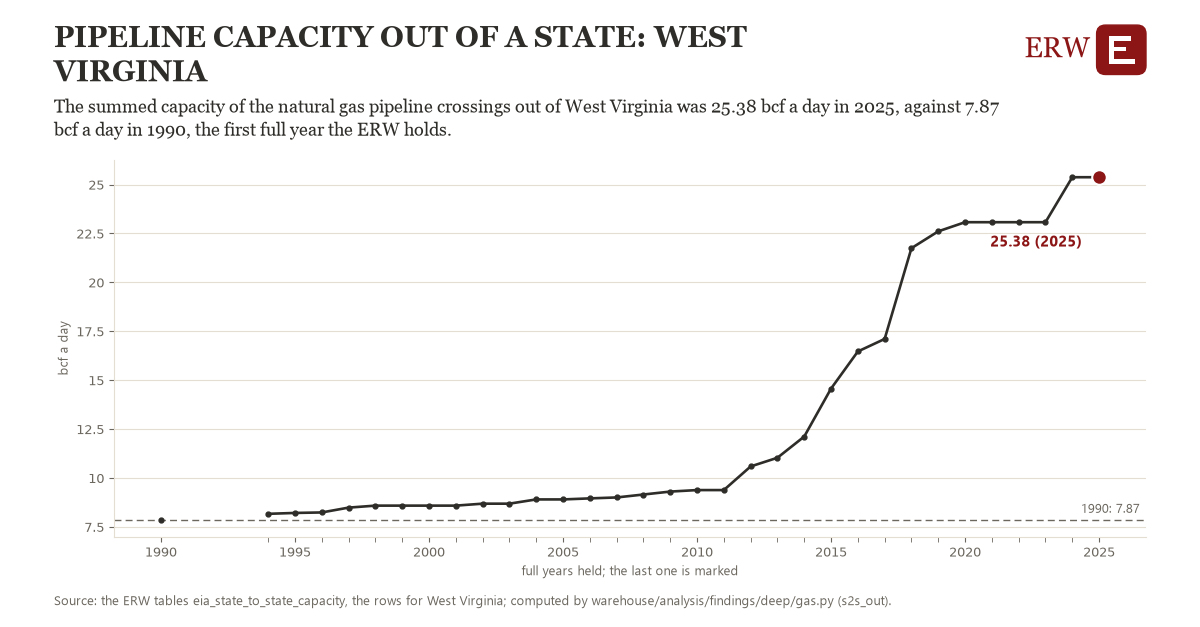 PIPELINE CAPACITY OUT OF A STATE: WEST
VIRGINIA
ERW E
The summed capacity of the natural gas pipeline crossings out of West Virginia was 25.38 bcf a day in 2025, against 7.87
bcf a day in 1990, the first full year the ERW holds.
25
22.5
20
17.5
15
12.5
10
7.5
bcf a day
25.38 (2025)
1990: 7.87
1990 1995 2000 2005 2010 2015 2020 2025
full years held; the last one is marked
Source: the ERW tables eia_state_to_state_capacity, the rows for West Virginia; computed by warehouse/analysis/findings/deep/gas.py (s2s_out).